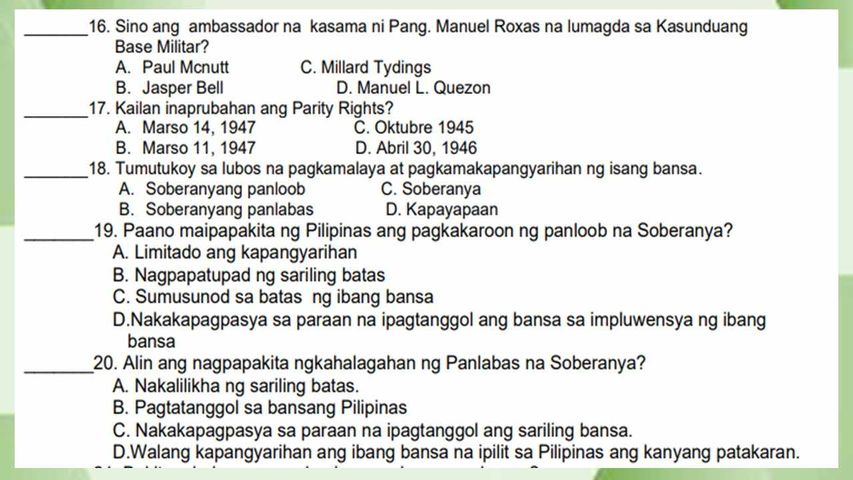 _______16. Sino ang ambassador na kasama ni Pang. Manuel Roxas na lumagda sa Kasunduang
Base Militar?
A. Paul Mcnutt C. Millard Tydings
B. Jasper Bell D. Manuel L. Quezon
_______17. Kailan inaprubahan ang Parity Rights?
A. Marso 14, 1947 C. Oktubre 1945
B. Marso 11, 1947 D. Abril 30, 1946
_______18. Tumutukoy sa lubos na pagkamalaya at pagkamakapangyarihan ng isang bansa.
A. Soberanyang panloob C. Soberanya
B. Soberanyang panlabas D. Kapayapaan
_______19. Paano maipapakita ng Pilipinas ang pagkakaroon ng panloob na Soberanya?
A. Limitado ang kapangyarihan
B. Nagpapatupad ng sariling batas
C. Sumusunod sa batas ng ibang bansa
D.Nakakapagpasya sa paraan na ipagtanggol ang bansa sa impluwensya ng ibang
bansa
_______20. Alin ang nagpapakita ngkahalagahan ng Panlabas na Soberanya?
A. Nakalilikha ng sariling batas.
B. Pagtatanggol sa bansang Pilipinas
C. Nakakapagpasya sa paraan na ipagtanggol ang sariling bansa.
D.Walang kapangyarihan ang ibang bansa na ipilit sa Pilipinas ang kanyang patakaran.